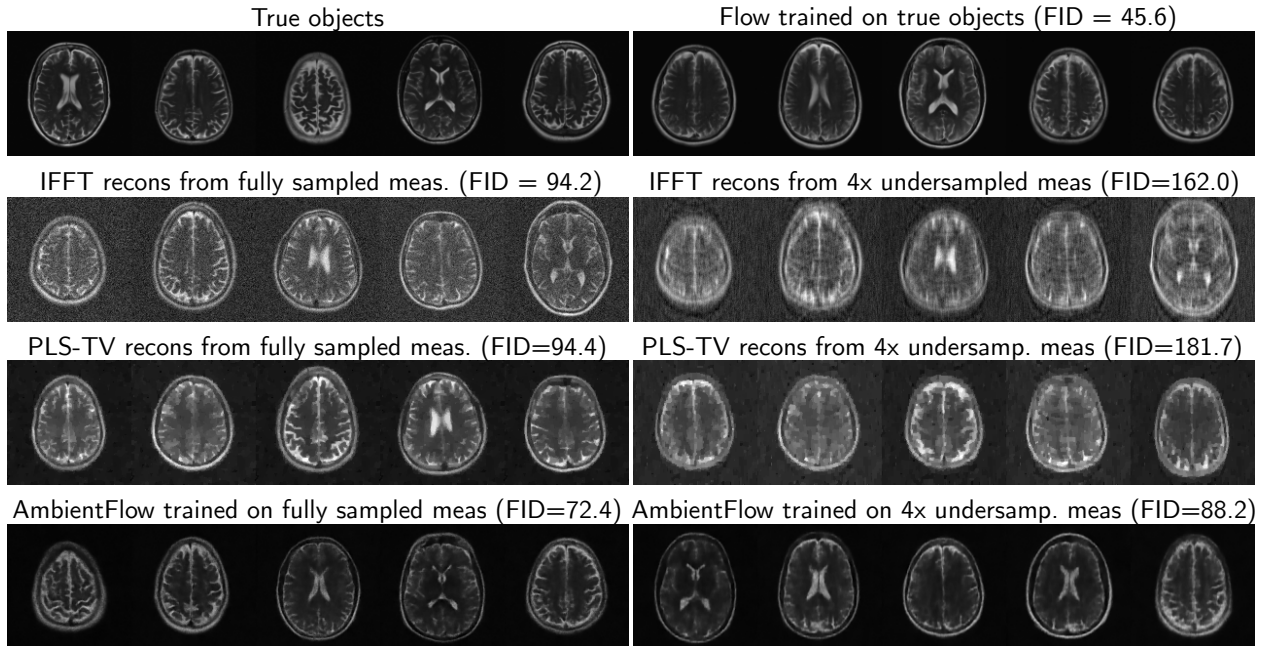 True objects
Flow trained on true objects (FID = 45.6)
IFFT recons from fully sampled meas. (FID = 94.2)
IFFT recons from 4x undersampled meas (FID=162.0)
PLS-TV recons from fully sampled meas. (FID=94.4)
PLS-TV recons from 4x undersamp. meas (FID=181.7)
AmbientFlow trained on fully sampled meas (FID=72.4)
AmbientFlow trained on 4x undersamp. meas (FID=88.2)